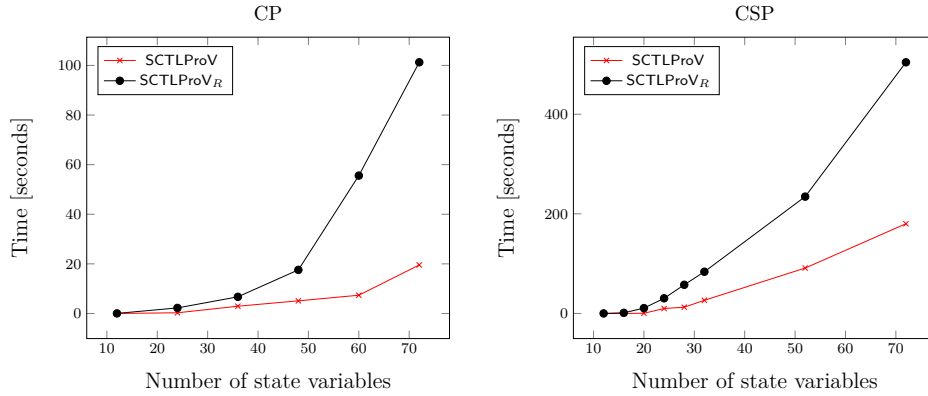 CP
SCTLProV
SCTLProV_R
100
80
60
40
20
0
10 20 30 40 50 60 70
Time [seconds]
Number of state variables
CSP
SCTLProV
SCTLProV_R
400
200
0
10 20 30 40 50 60 70
Time [seconds]
Number of state variables